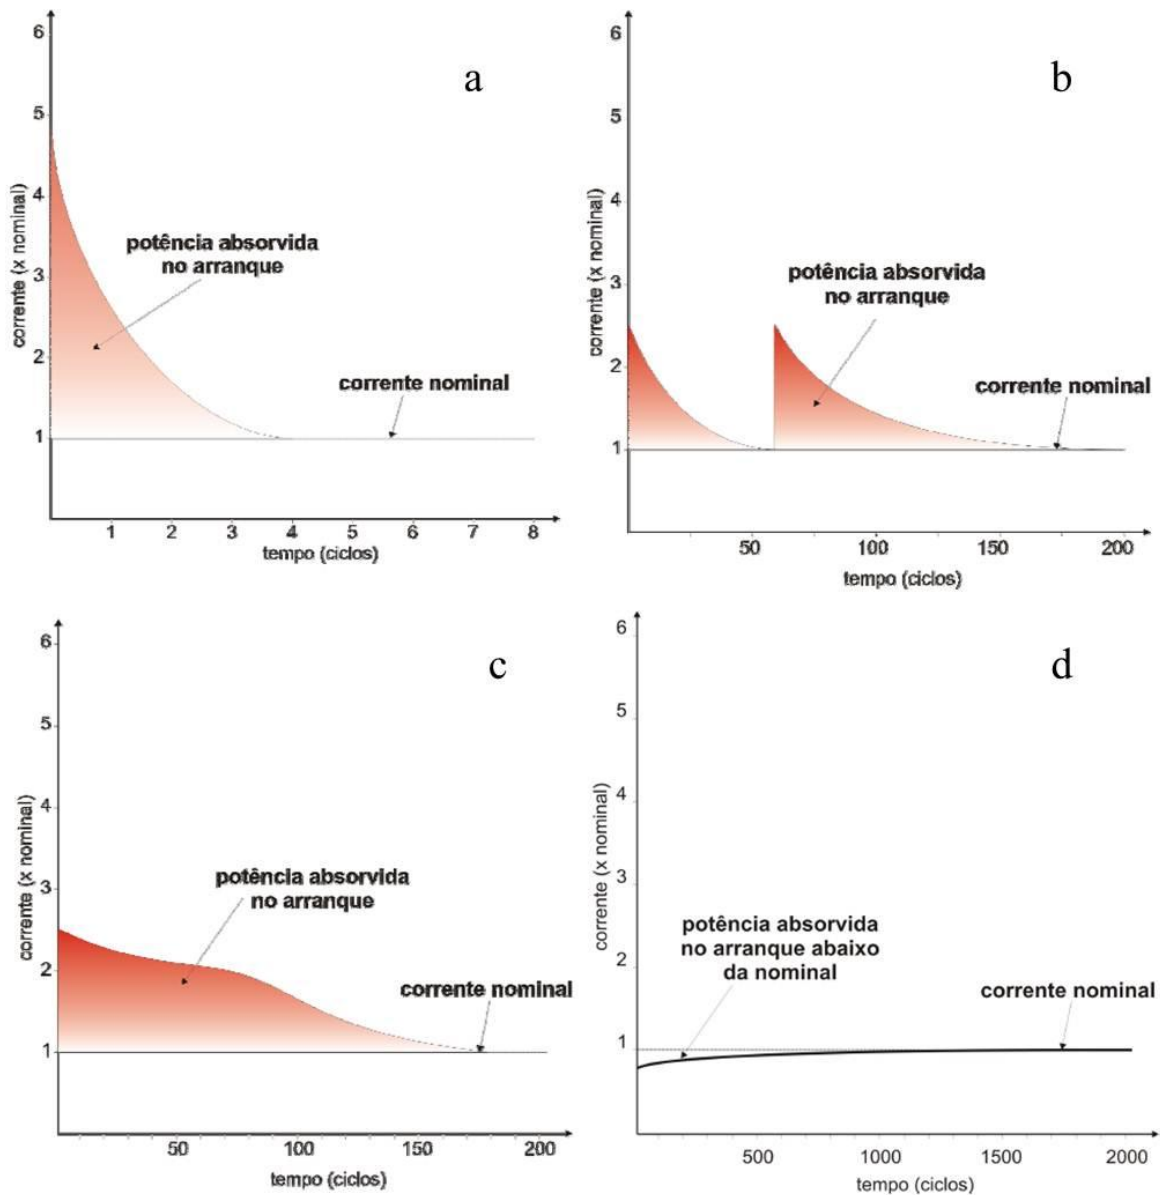 a
6
5
4
3
2
1
corrente (x nominal)
potência absorvida
no arranque
corrente nominal
1 2 3 4 5 6 7 8
tempo (ciclos)
b
6
5
4
3
2
1
corrente (x nominal)
potência absorvida
no arranque
corrente nominal
50 100 150 200
tempo (ciclos)
c
6
5
4
3
2
1
corrente (x nominal)
potência absorvida
no arranque
corrente nominal
50 100 150 200
tempo (ciclos)
d
6
5
4
3
2
1
corrente (x nominal)
potência absorvida
no arranque abaixo
da nominal
corrente nominal
500 1000 1500 2000
tempo (ciclos)